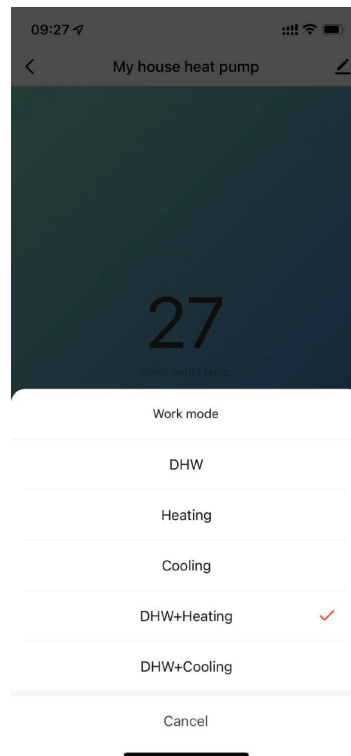 09:27
My house heat pump
27
Water outlet temp.
Work mode
DHW
Heating
Cooling
DHW+Heating
DHW+Cooling
Cancel